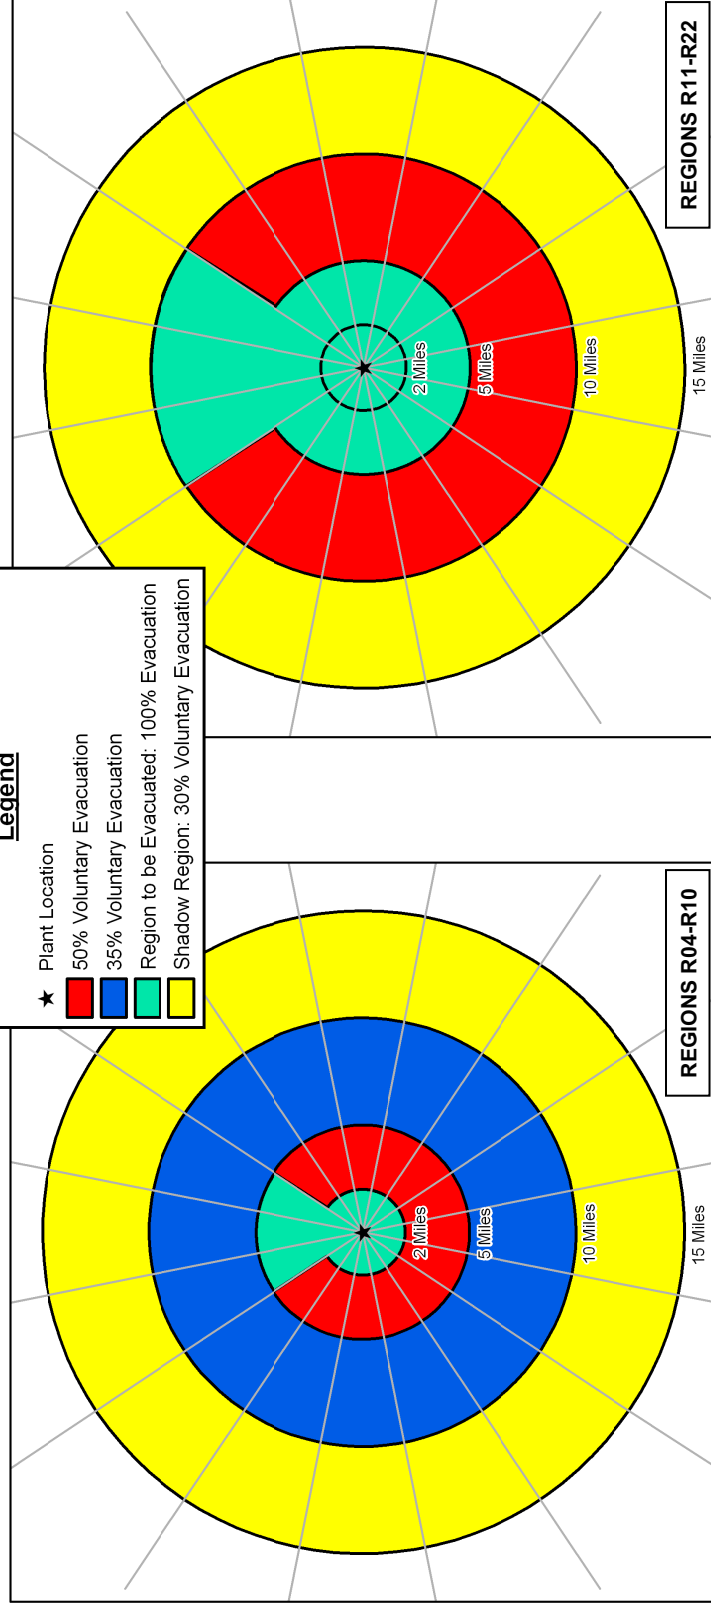 Legend
Plant Location
50% Voluntary Evacuation
35% Voluntary Evacuation
Region to be Evacuated: 100% Evacuation
Shadow Region: 30% Voluntary Evacuation
2 Miles
5 Miles
10 Miles
15 Miles
REGIONS R04-R10
2 Miles
5 Miles
10 Miles
15 Miles
REGIONS R11-R22